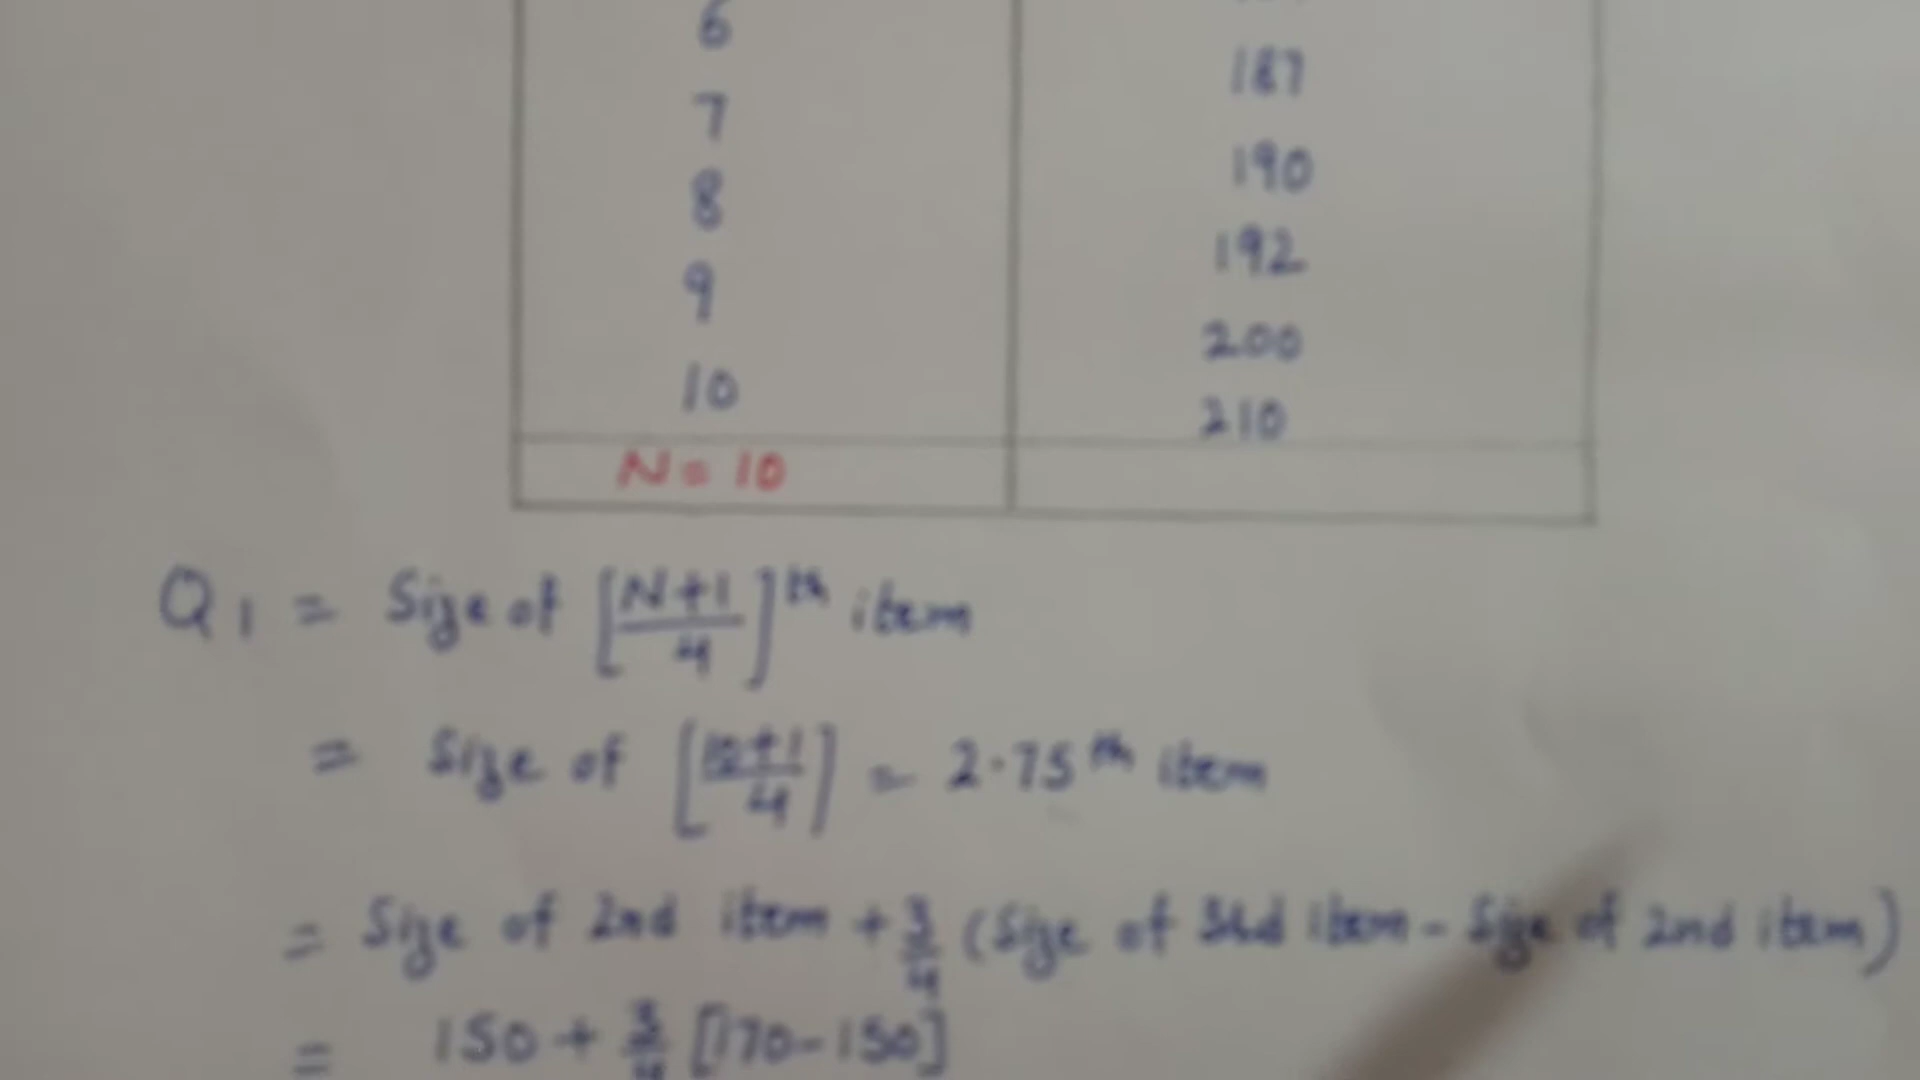 6
7 187
8 190
9 192
10 200
210
N = 10
Q1 = Size of [N+1/4]th item
= Size of [10+1/4] = 2.75th item
= Size of 2nd item + 3/4 (Size of 3rd item - Size of 2nd item)
= 150 + 3/4 [170-150]